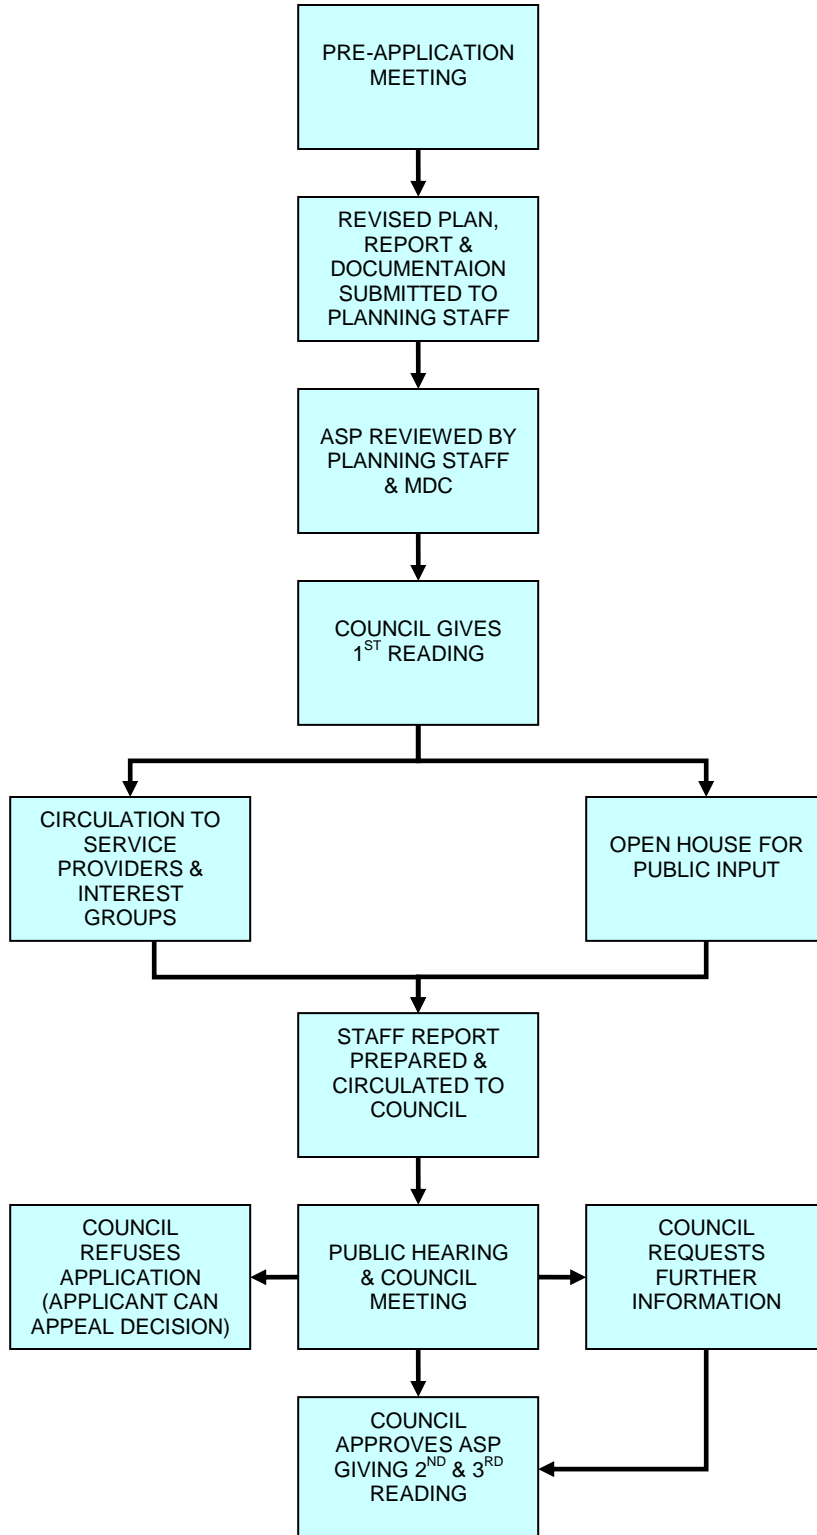 PRE-APPLICATION
MEETING
REVISED PLAN,
REPORT &
DOCUMENTAION
SUBMITTED TO
PLANNING STAFF
ASP REVIEWED BY
PLANNING STAFF
& MDC
COUNCIL GIVES
1ST READING
CIRCULATION TO
SERVICE
PROVIDERS &
INTEREST
GROUPS
OPEN HOUSE FOR
PUBLIC INPUT
STAFF REPORT
PREPARED &
CIRCULATED TO
COUNCIL
COUNCIL
REFUSES
APPLICATION
(APPLICANT CAN
APPEAL DECISION)
PUBLIC HEARING
& COUNCIL
MEETING
COUNCIL
REQUESTS
FURTHER
INFORMATION
COUNCIL
APPROVES ASP
GIVING 2ND & 3RD
READING